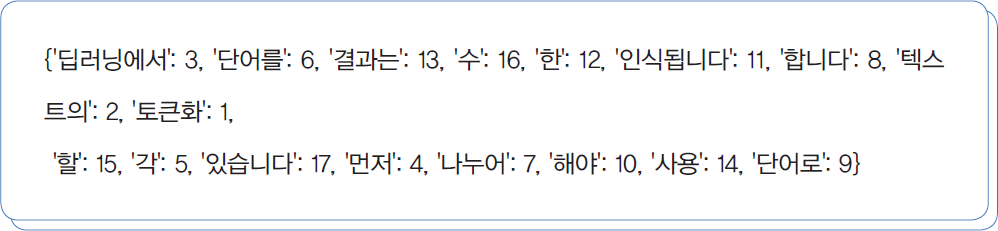 {'딥러닝에서': 3, '단어를': 6, '결과는': 13, '수': 16, '한': 12, '인식됩니다': 11, '합니다': 8, '텍스
트의': 2, '토큰화': 1,
'할': 15, '각': 5, '있습니다': 17, '먼저': 4, '나누어': 7, '해야': 10, '사용': 14, '단어로': 9}